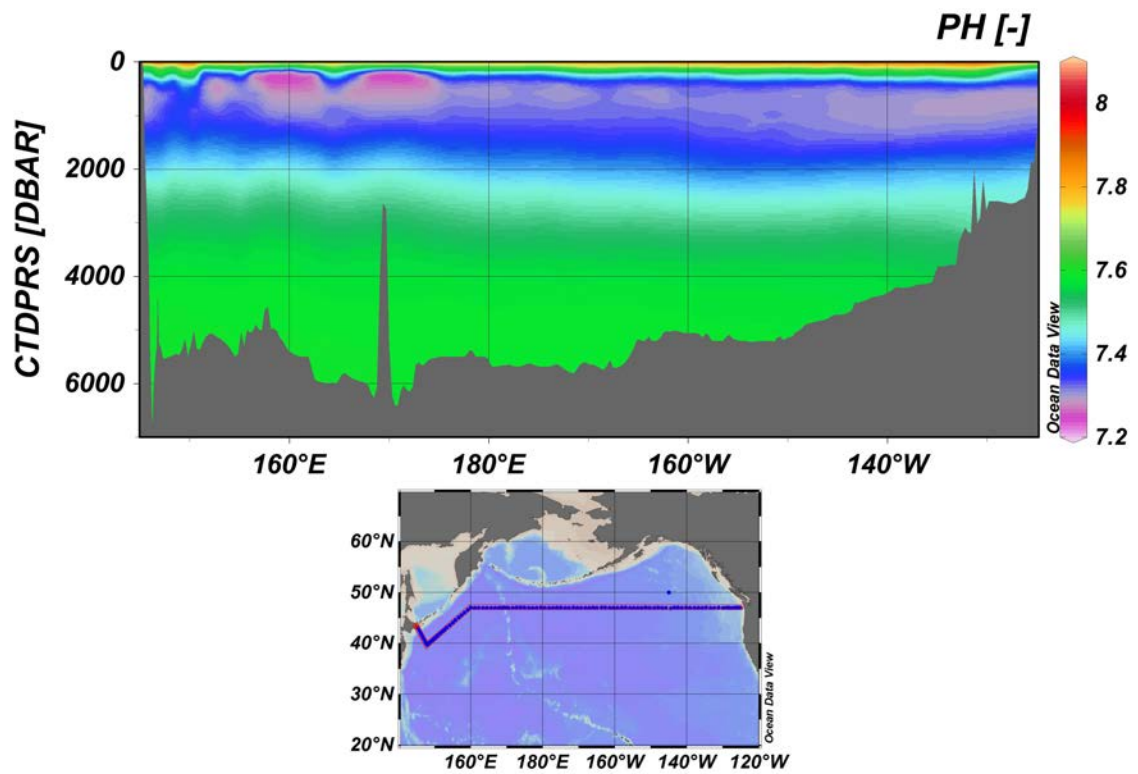 PH [-]
0
2000
4000
6000
CTDPRS [DBAR]
8
7.8
7.6
7.4
7.2
Ocean Data View
160°E 180°E 160°W 140°W
60°N
50°N
40°N
30°N
20°N
Ocean Data View
160°E 180°E 160°W 140°W 120°W